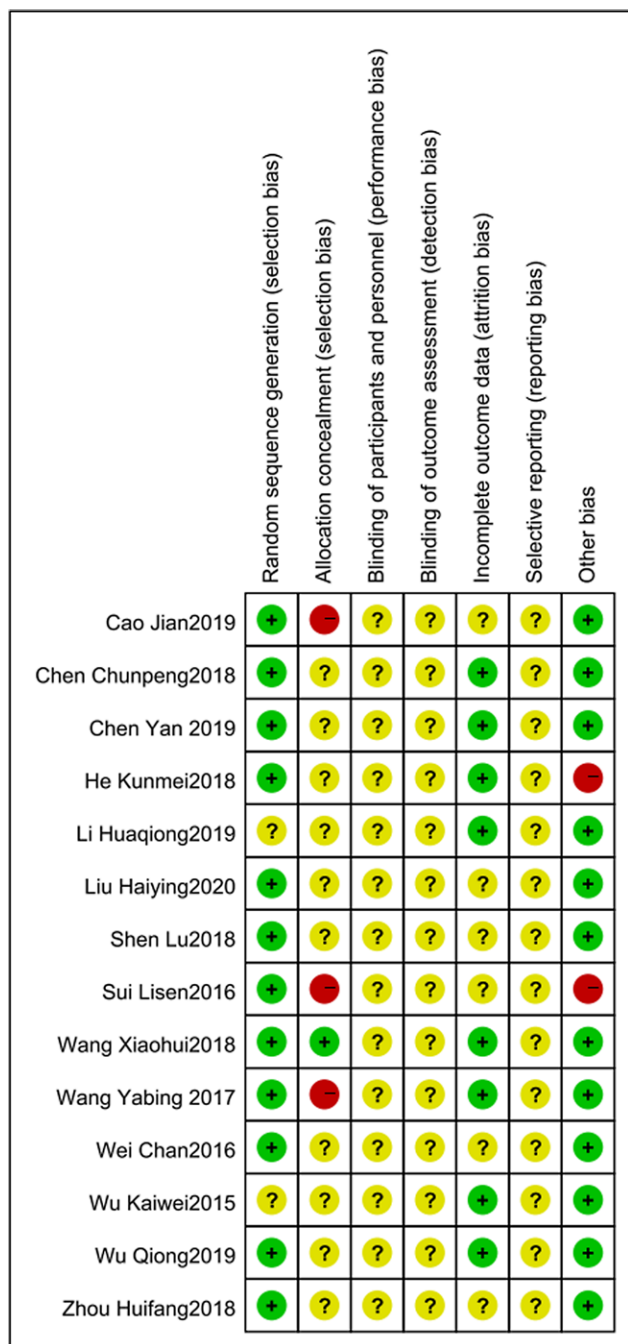 Random sequence generation (selection bias)
Allocation concealment (selection bias)
Blinding of participants and personnel (performance bias)
Blinding of outcome assessment (detection bias)
Incomplete outcome data (attrition bias)
Selective reporting (reporting bias)
Other bias
Cao Jian2019 + − ? ? ? ? +
Chen Chunpeng2018 + ? ? ? + ? +
Chen Yan 2019 + ? ? ? + ? +
He Kunmei2018 + ? ? ? + ? −
Li Huaqiong2019 ? ? ? ? + ? +
Liu Haiying2020 + ? ? ? ? ? +
Shen Lu2018 + ? ? ? ? ? +
Sui Lisen2016 + − ? ? ? ? −
Wang Xiaohui2018 + + ? ? + ? +
Wang Yabing 2017 + − ? ? + ? +
Wei Chan2016 + ? ? ? ? ? +
Wu Kaiwei2015 ? ? ? ? + ? +
Wu Qiong2019 + ? ? ? + ? +
Zhou Huifang2018 + ? ? ? ? ? +